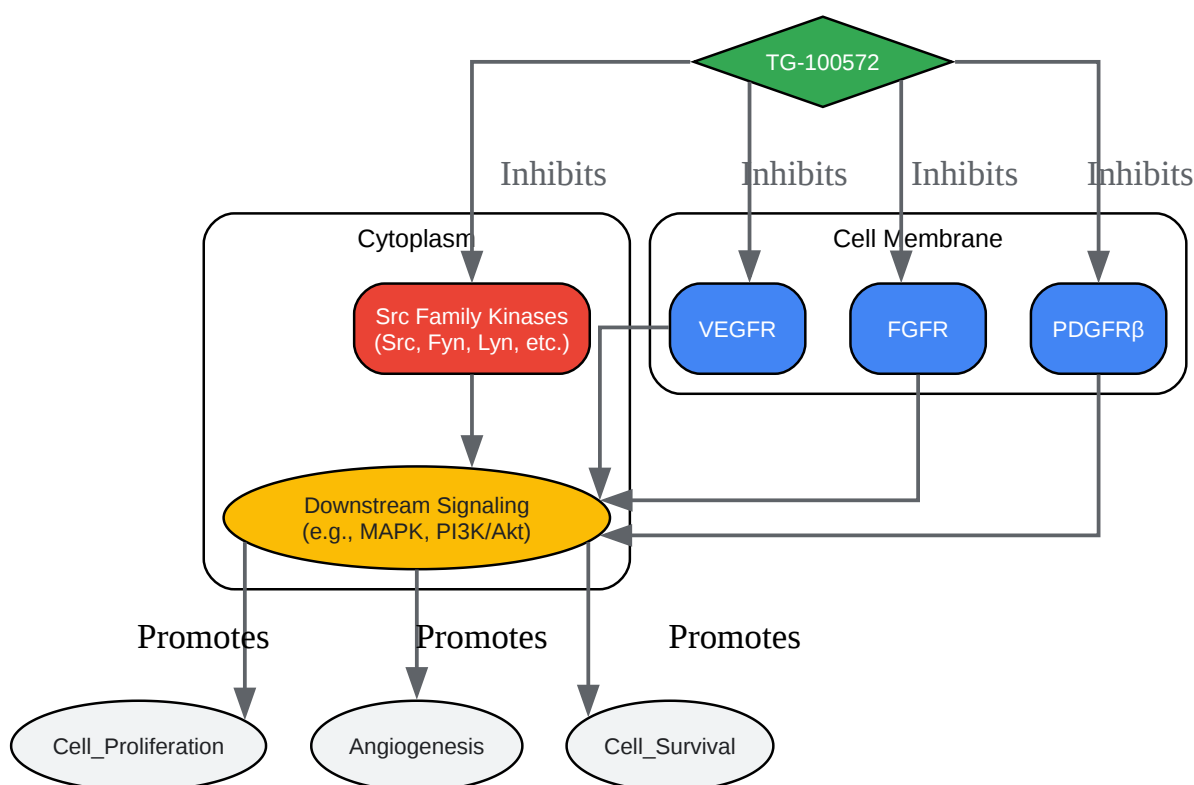 TG-100572
Inhibits
Inhibits
Inhibits
Inhibits
Cytoplasm
Cell Membrane
Src Family Kinases
(Src, Fyn, Lyn, etc.)
VEGFR
FGFR
PDGFRβ
Downstream Signaling
(e.g., MAPK, PI3K/Akt)
Promotes
Promotes
Promotes
Cell_Proliferation
Angiogenesis
Cell_Survival